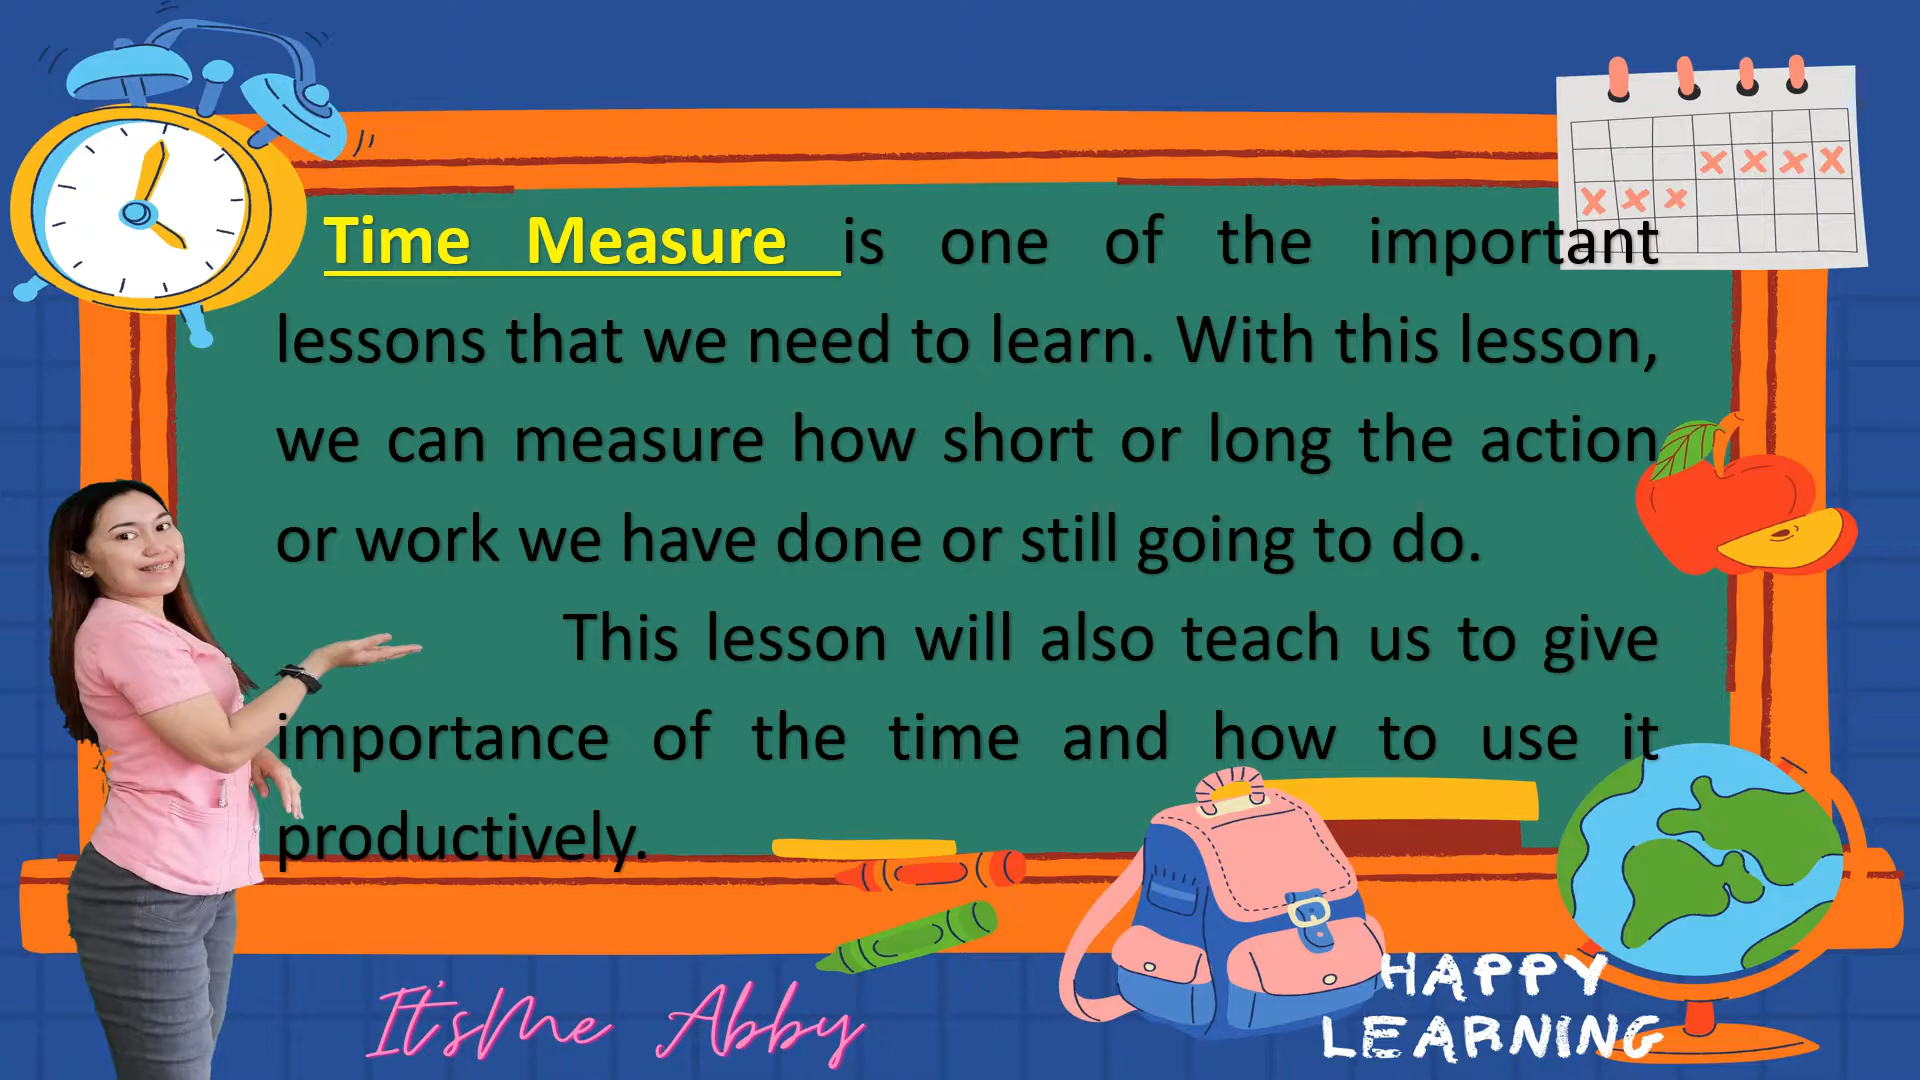 Time Measure is one of the important
lessons that we need to learn. With this lesson,
we can measure how short or long the action
or work we have done or still going to do.
This lesson will also teach us to give
importance of the time and how to use it
productively.
It'sMe Abby
HAPPY
LEARNING